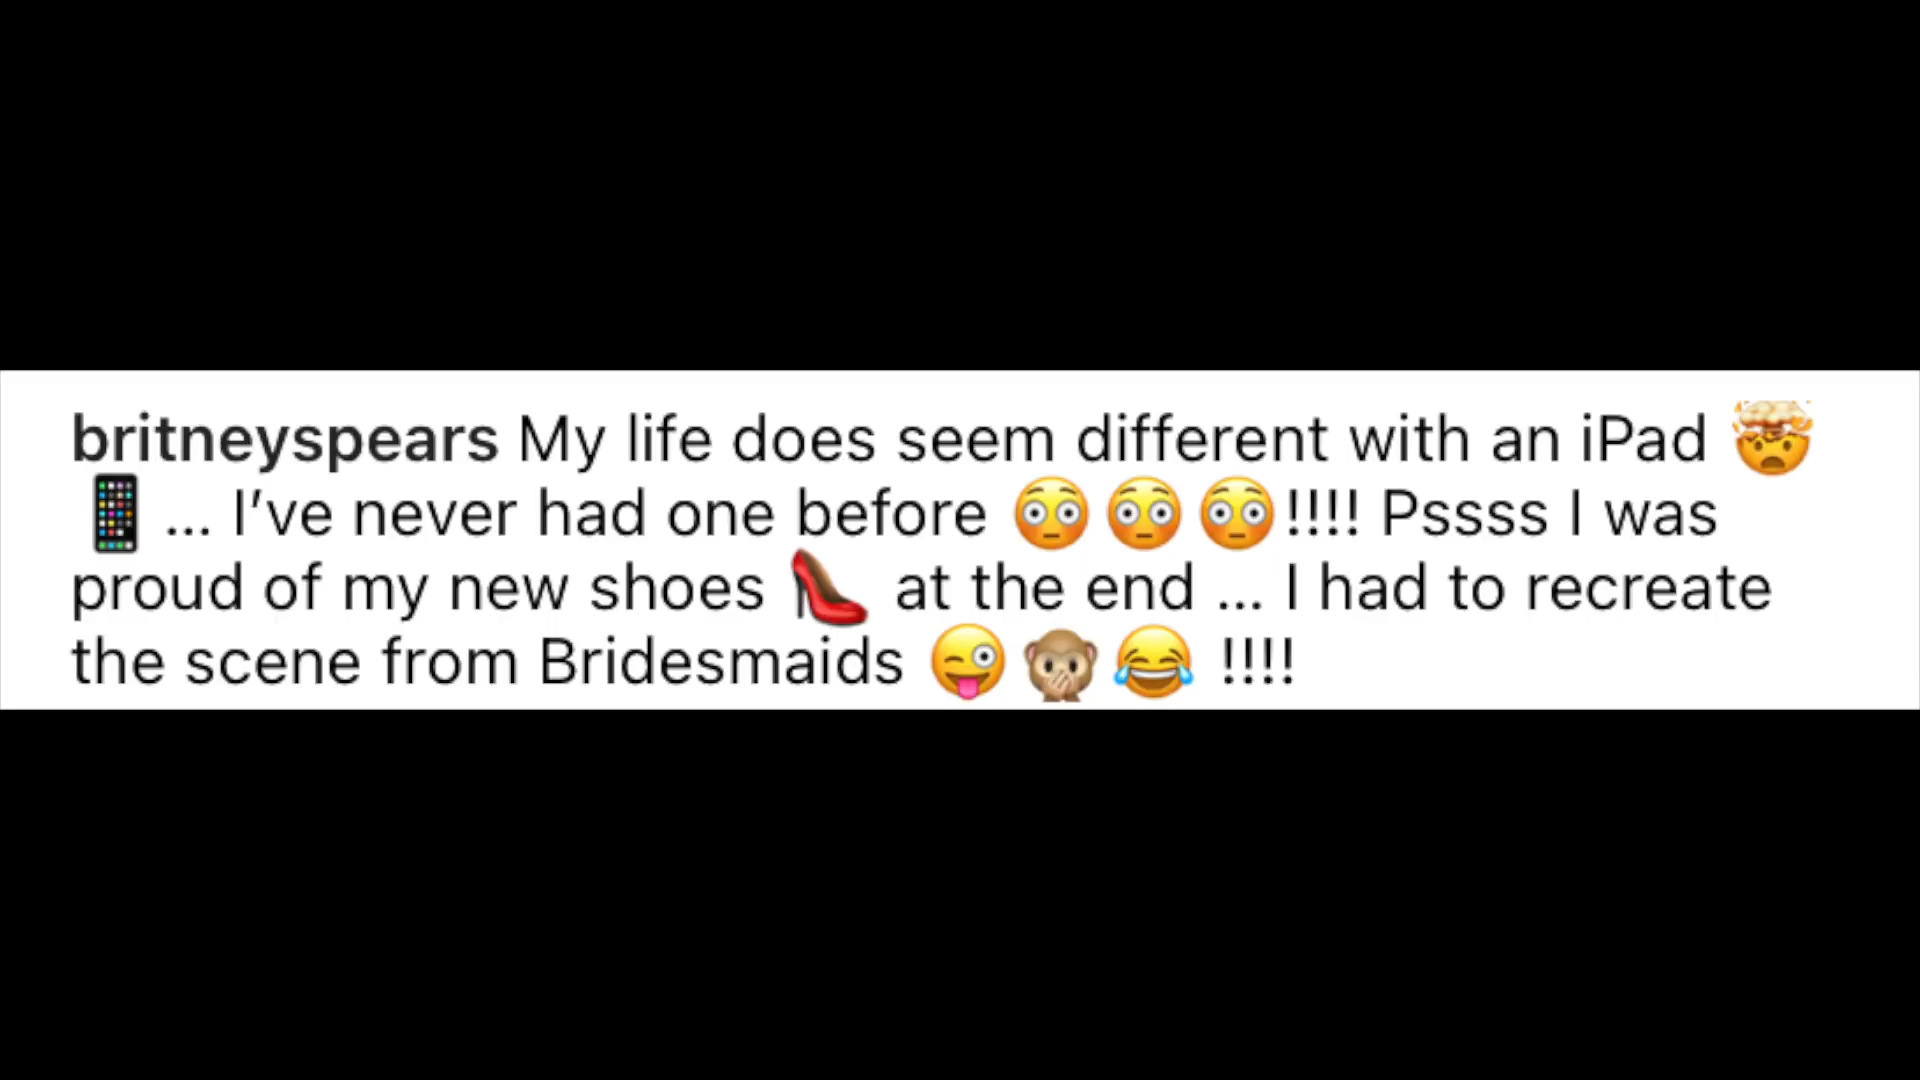 britneyspears My life does seem different with an iPad 🤯
📱 ... I’ve never had one before 😳😳😳!!!! Pssss I was
proud of my new shoes 👠 at the end ... I had to recreate
the scene from Bridesmaids 😜🙊😂 !!!!